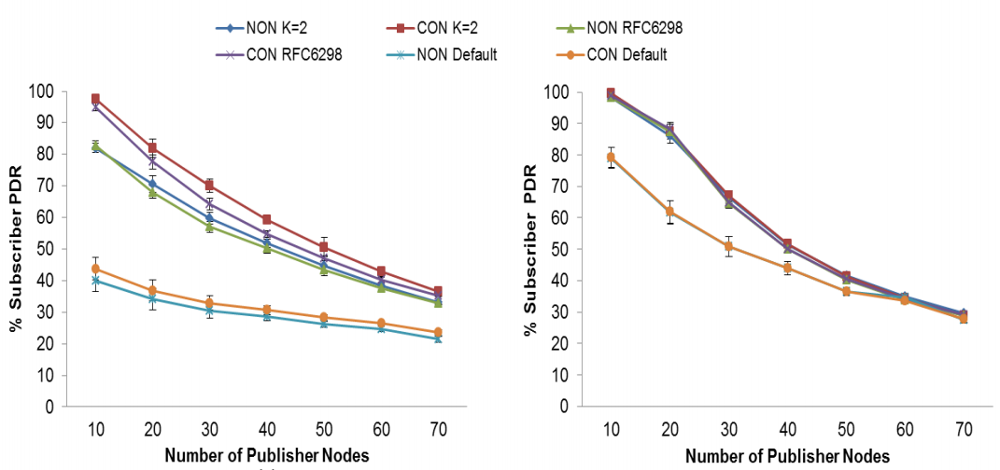 NON K=2 CON K=2 NON RFC6298
CON RFC6298 NON Default CON Default
% Subscriber PDR
100
90
80
70
60
50
40
30
20
10
0
10 20 30 40 50 60 70
Number of Publisher Nodes
% Subscriber PDR
100
90
80
70
60
50
40
30
20
10
0
10 20 30 40 50 60 70
Number of Publisher Nodes